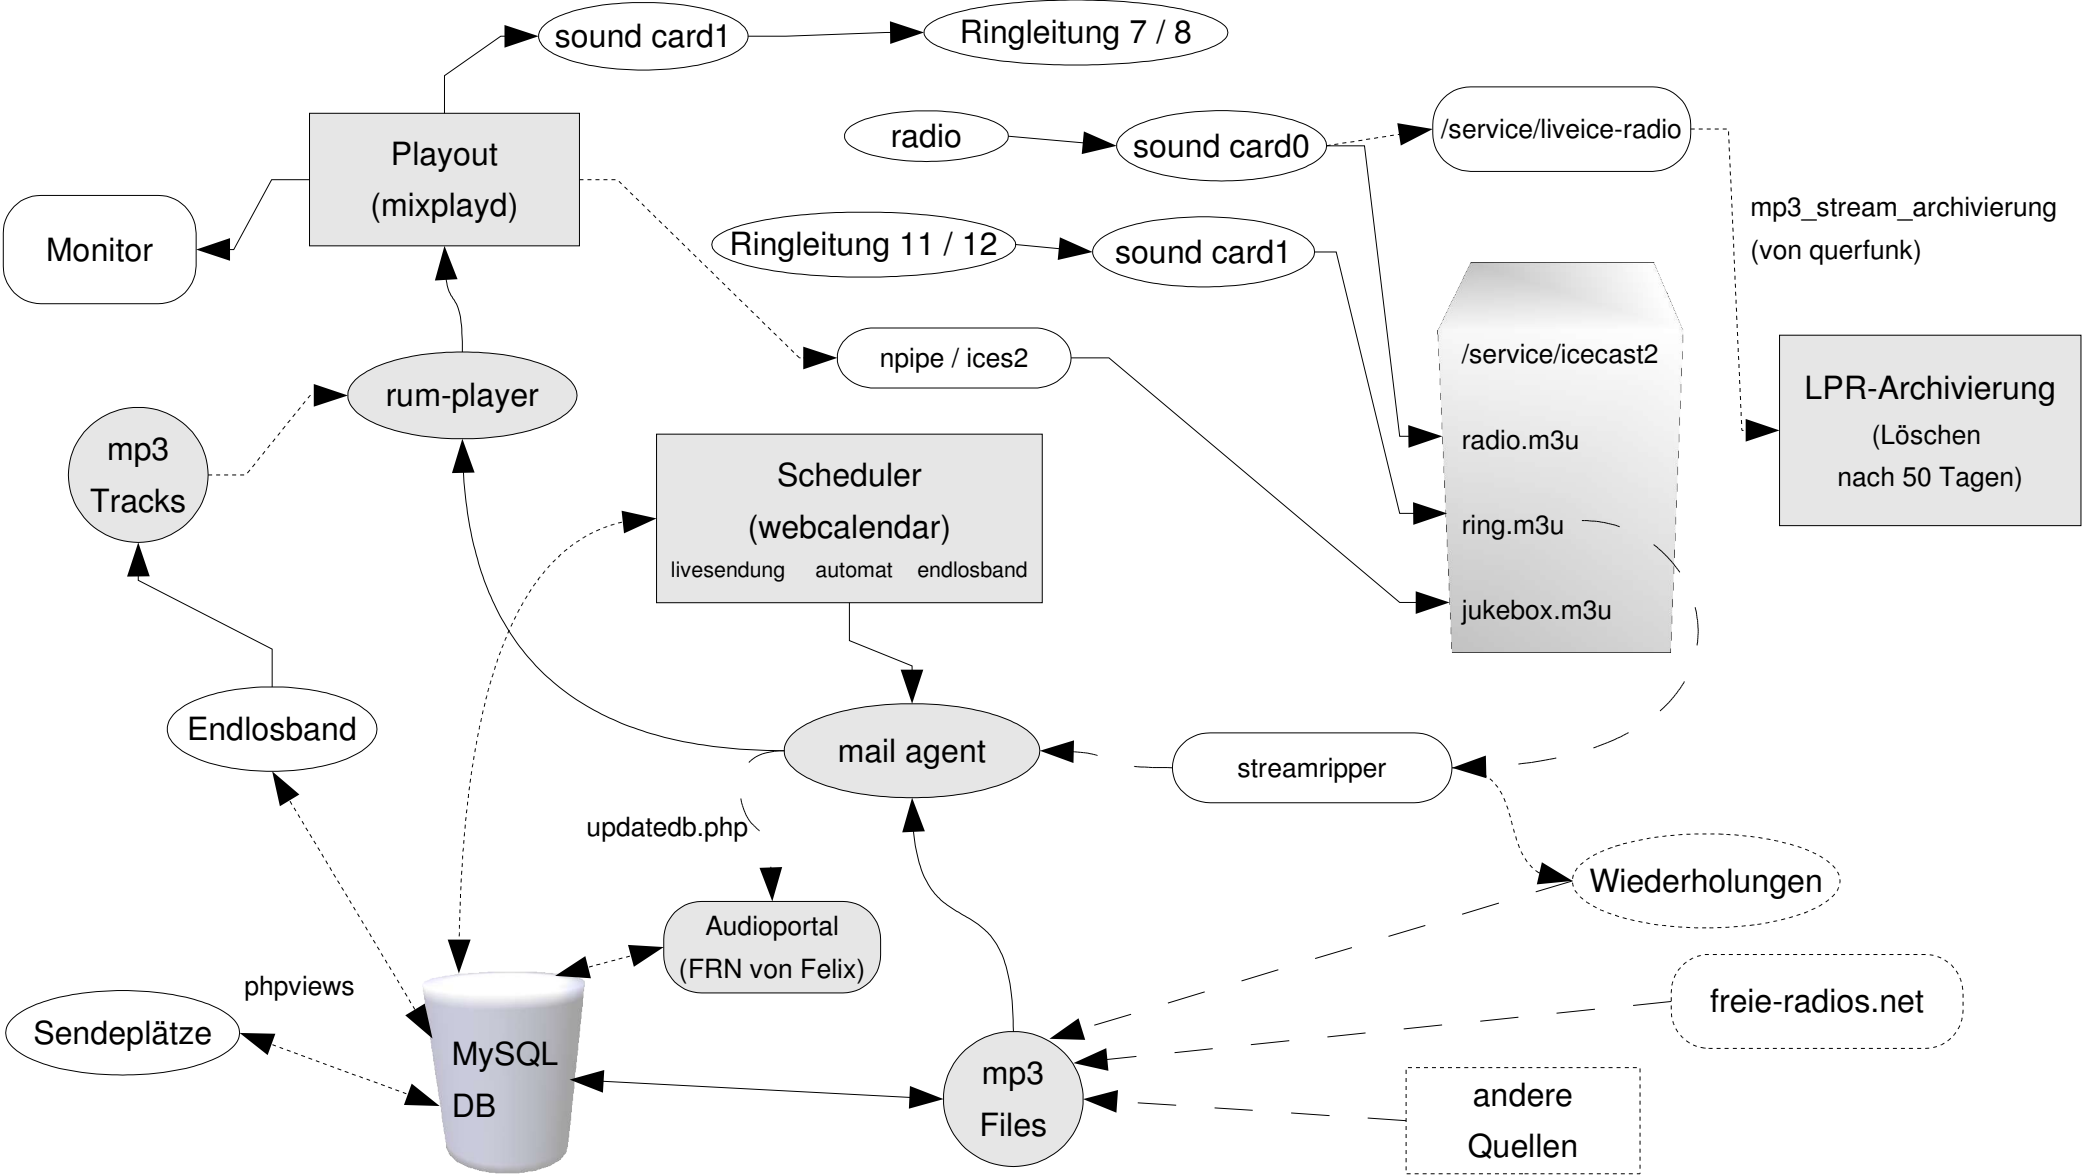 sound card1
Ringleitung 7 / 8
Playout
(mixplayd)
radio
sound card0
/service/liveice-radio
Monitor
Ringleitung 11 / 12
sound card1
mp3_stream_archivierung
(von querfunk)
npipe / ices2
/service/icecast2
radio.m3u
ring.m3u
jukebox.m3u
LPR-Archivierung
(Löschen
nach 50 Tagen)
rum-player
mp3
Tracks
Scheduler
(webcalendar)
livesendung automat endlosband
Endlosband
mail agent
streamripper
updatedb.php
Wiederholungen
Audioportal
(FRN von Felix)
phpviews
Sendeplätze
MySQL
DB
mp3
Files
freie-radios.net
andere
Quellen